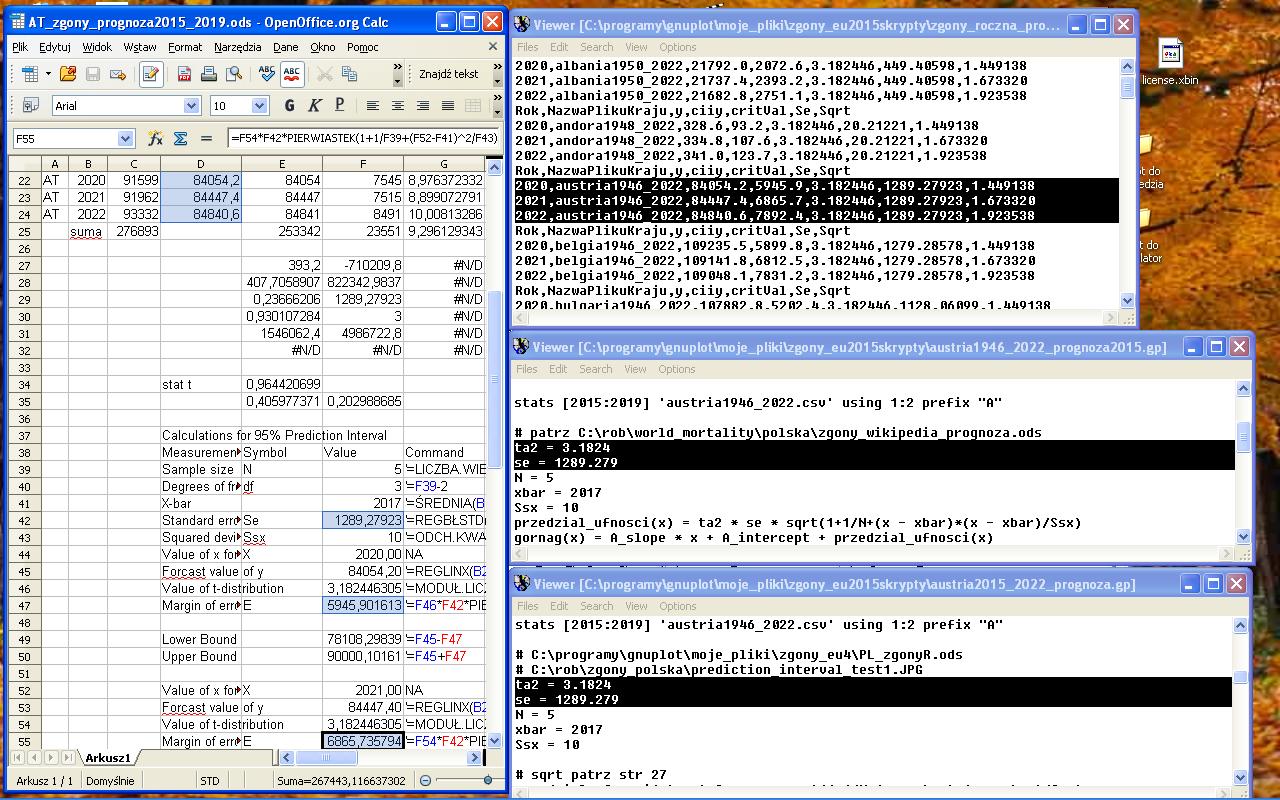 AT_zgony_prognoza2015_2019.ods - OpenOffice.org Calc
Plik Edytuj Widok Wstaw Format Narzędzia Dane Okno Pomoc
Znajdź tekst
Arial 10 G K P
F55 =F54*F42*PIERWIASTEK(1+1/F39+(F52-F41)^2/F43)
A B C D E F G
22 AT 2020 91599 84054,2 84054 7545 8,976372332
23 AT 2021 91962 84447,4 84447 7515 8,899072791
24 AT 2022 93332 84840,6 84841 8491 10,00813286
25 suma 276893 253342 23551 9,296129343
26
27 393,2 -710209,8 #N/D
28 407,7058907 822342,9837 #N/D
29 0,23666206 1289,27923 #N/D
30 0,930107284 3 #N/D
31 1546062,4 4986722,8 #N/D
32 #N/D #N/D #N/D
33
34 stat t 0,964420699
35 0,405977371 0,202988685
36
37 Calculations for 95% Prediction Interval
38 Measuremen Symbol Value Command
39 Sample size N 5 '=LICZBA.WIE
40 Degrees of fr df 3 '=F39-2
41 X-bar 2017 '=ŚREDNIA(B
42 Standard erro Se 1289,27923 '=REGBŁSTD(
43 Squared devi Ssx 10 '=ODCH.KWA
44 Value of x for X 2020,00 NA
45 Forcast value of y 84054,20 '=REGLINX(B2
46 Value of t-distribution 3,182446305 '=MODUŁ.LICZ
47 Margin of erro E 5945,901613 '=F46*F42*PIE
48
49 Lower Bound 78108,29839 '=F45-F47
50 Upper Bound 90000,10161 '=F45+F47
51
52 Value of x for X 2021,00 NA
53 Forcast value of y 84447,40 '=REGLINX(B2
54 Value of t-distribution 3,182446305 '=MODUŁ.LICZ
55 Margin of erro E 6865,735794 '=F54*F42*PIE
Arkusz1
Arkusz 1 / 1 Domyślnie STD Suma=267443,116637302
Viewer [C:\programy\gnuplot\moje_pliki\zgony_eu2015skrypty\zgony_roczna_pro...
Files Edit Search View Options
2020,albania1950_2022,21792.0,2072.6,3.182446,449.40598,1.449138
2021,albania1950_2022,21737.4,2393.2,3.182446,449.40598,1.673320
2022,albania1950_2022,21682.8,2751.1,3.182446,449.40598,1.923538
Rok,NazwaPlikuKraju,y,ciiy,critVal,Se,Sqrt
2020,andora1948_2022,328.6,93.2,3.182446,20.21221,1.449138
2021,andora1948_2022,334.8,107.6,3.182446,20.21221,1.673320
2022,andora1948_2022,341.0,123.7,3.182446,20.21221,1.923538
Rok,NazwaPlikuKraju,y,ciiy,critVal,Se,Sqrt
2020,austria1946_2022,84054.2,5945.9,3.182446,1289.27923,1.449138
2021,austria1946_2022,84447.4,6865.7,3.182446,1289.27923,1.673320
2022,austria1946_2022,84840.6,7892.4,3.182446,1289.27923,1.923538
Rok,NazwaPlikuKraju,y,ciiy,critVal,Se,Sqrt
2020,belgia1946_2022,109235.5,5899.8,3.182446,1279.28578,1.449138
2021,belgia1946_2022,109141.8,6812.5,3.182446,1279.28578,1.673320
2022,belgia1946_2022,109048.1,7831.2,3.182446,1279.28578,1.923538
Rok,NazwaPlikuKraju,y,ciiy,critVal,Se,Sqrt
2020,bulgaria1946_2022,107882.8,5202.4,3.182446,1128.06099,1.449138
Viewer [C:\programy\gnuplot\moje_pliki\zgony_eu2015skrypty\austria1946_2022_prognoza2015.gp]
Files Edit Search View Options
stats [2015:2019] 'austria1946_2022.csv' using 1:2 prefix "A"
# patrz C:\rob\world_mortality\polska\zgony_wikipedia_prognoza.ods
ta2 = 3.1824
se = 1289.279
N = 5
xbar = 2017
Ssx = 10
przedzial_ufnosci(x) = ta2 * se * sqrt(1+1/N+(x - xbar)*(x - xbar)/Ssx)
gornag(x) = A_slope * x + A_intercept + przedzial_ufnosci(x)
Viewer [C:\programy\gnuplot\moje_pliki\zgony_eu2015skrypty\austria2015_2022_prognoza.gp]
Files Edit Search View Options
stats [2015:2019] 'austria1946_2022.csv' using 1:2 prefix "A"
# C:\programy\gnuplot\moje_pliki\zgony_eu4\PL_zgonyR.ods
# C:\rob\zgony_polska\prediction_interval_test1.JPG
ta2 = 3.1824
se = 1289.279
N = 5
xbar = 2017
Ssx = 10
# sqrt patrz str 27
license.xbin
t do
edzia
t do
lator